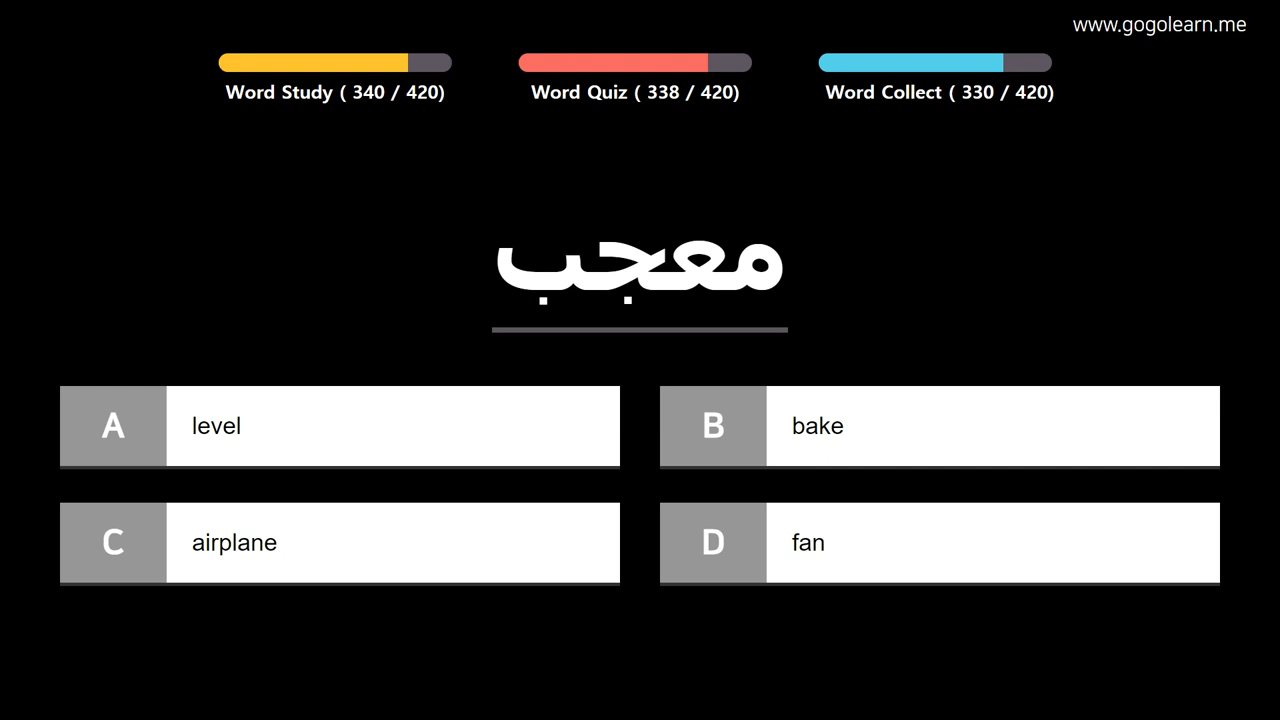 www.gogolearn.me
Word Study ( 340 / 420)
Word Quiz ( 338 / 420)
Word Collect ( 330 / 420)
معجب
A level
B bake
C airplane
D fan